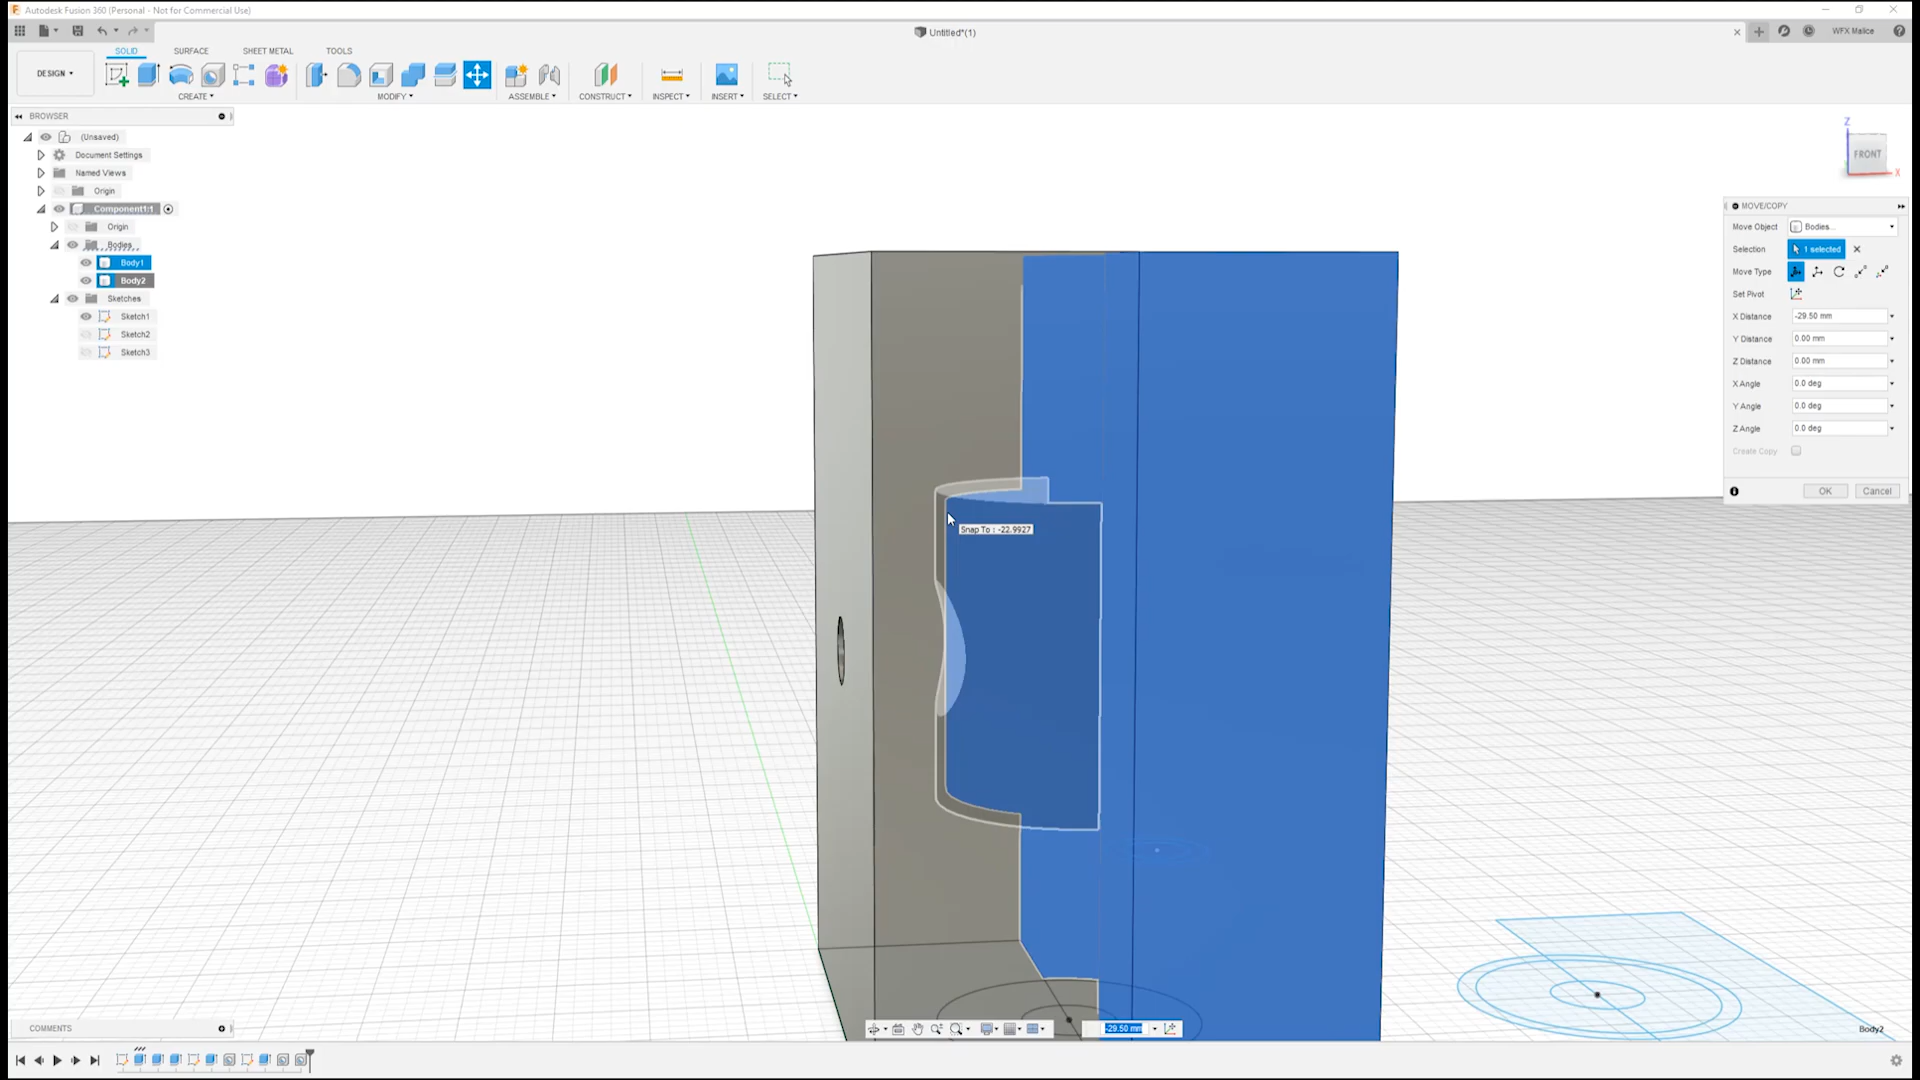 Autodesk Fusion 360 (Personal - Not for Commercial Use)
Untitled*(1)
WFX Malice
SOLID SURFACE SHEET METAL TOOLS
DESIGN
CREATE MODIFY ASSEMBLE CONSTRUCT INSPECT INSERT SELECT
BROWSER
(Unsaved)
Document Settings
Named Views
Origin
Component1:1
Origin
Bodies
Body1
Body2
Sketches
Sketch1
Sketch2
Sketch3
Z
FRONT
X
MOVE/COPY
Move Object Bodies...
Selection 1 selected
Move Type
Set Pivot
X Distance -29.50 mm
Y Distance 0.00 mm
Z Distance 0.00 mm
X Angle 0.0 deg
Y Angle 0.0 deg
Z Angle 0.0 deg
Create Copy
OK Cancel
Snap To : -22.9927
COMMENTS
-29.50 mm
Body2